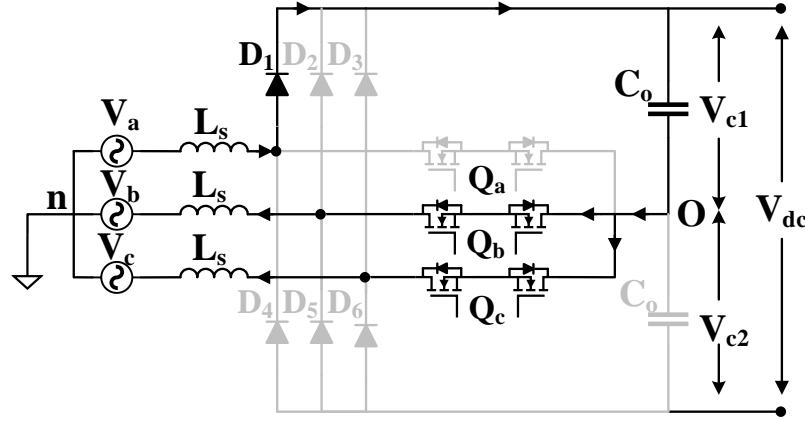 D1 D2 D3
Co
Va
Ls
Vc1
Qa
n
Vb
Ls
O
Vdc
Qb
Vc
Ls
D4 D5 D6
Qc
Co
Vc2